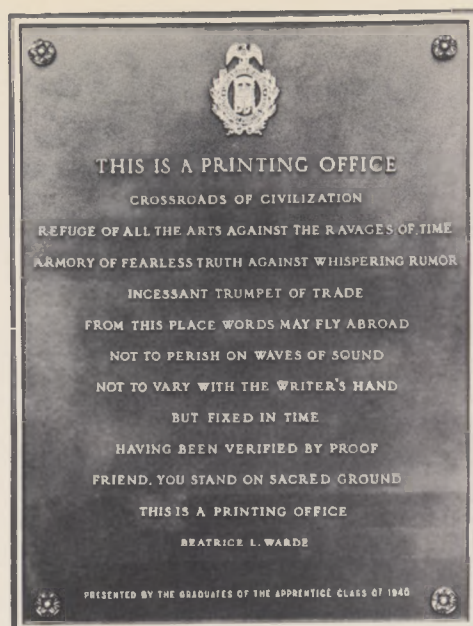 THIS IS A PRINTING OFFICE
CROSSROADS OF CIVILIZATION
REFUGE OF ALL THE ARTS AGAINST THE RAVAGES OF TIME
ARMORY OF FEARLESS TRUTH AGAINST WHISPERING RUMOR
INCESSANT TRUMPET OF TRADE
FROM THIS PLACE WORDS MAY FLY ABROAD
NOT TO PERISH ON WAVES OF SOUND
NOT TO VARY WITH THE WRITER'S HAND
BUT FIXED IN TIME
HAVING BEEN VERIFIED BY PROOF
FRIEND, YOU STAND ON SACRED GROUND
THIS IS A PRINTING OFFICE
BEATRICE L. WARDE
PRESENTED BY THE GRADUATES OF THE APPRENTICE CLASS OF 1940